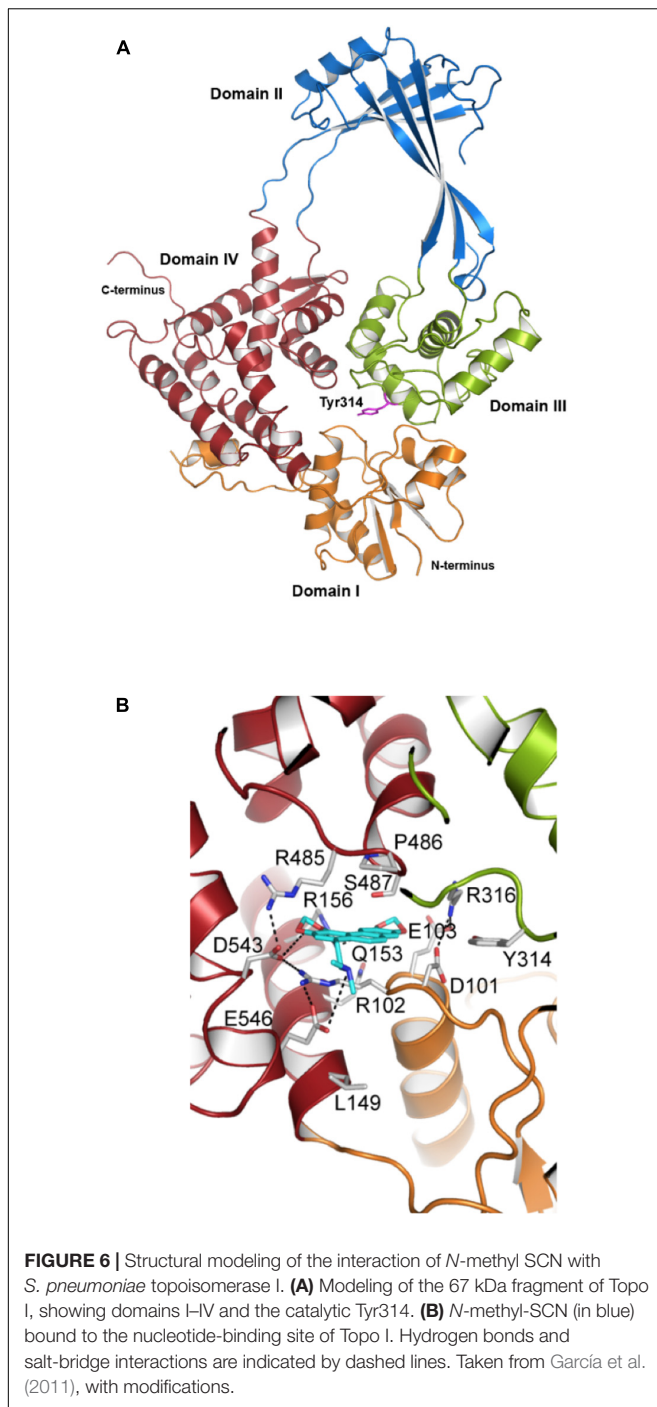 A
Domain II
Domain IV
C-terminus
Tyr314
Domain III
N-terminus
Domain I
B
P486
R485
S487
R316
R156
E103
D543
Q153
Y314
D101
R102
E546
L149
FIGURE 6 | Structural modeling of the interaction of N-methyl SCN with
S. pneumoniae topoisomerase I. (A) Modeling of the 67 kDa fragment of Topo
I, showing domains I–IV and the catalytic Tyr314. (B) N-methyl-SCN (in blue)
bound to the nucleotide-binding site of Topo I. Hydrogen bonds and
salt-bridge interactions are indicated by dashed lines. Taken from García et al.
(2011), with modifications.